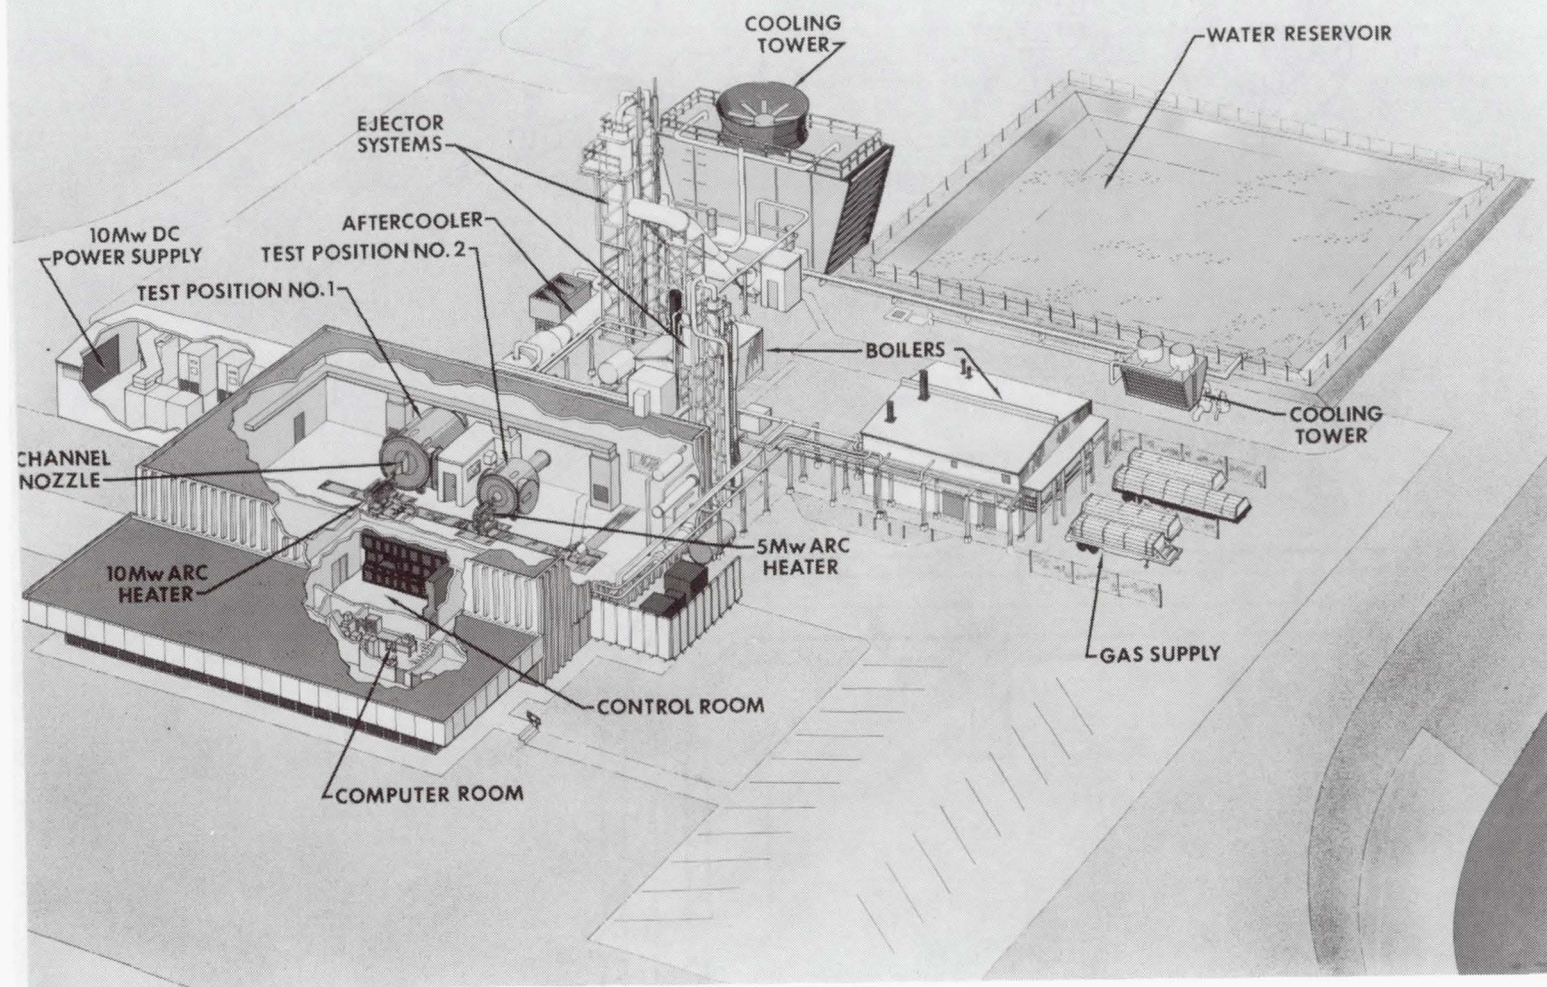 COOLING
TOWER
WATER RESERVOIR
EJECTOR
SYSTEMS
AFTERCOOLER
10Mw DC
POWER SUPPLY
TEST POSITION NO. 2
TEST POSITION NO. 1
BOILERS
COOLING
TOWER
CHANNEL
NOZZLE
5Mw ARC
HEATER
10Mw ARC
HEATER
GAS SUPPLY
CONTROL ROOM
COMPUTER ROOM